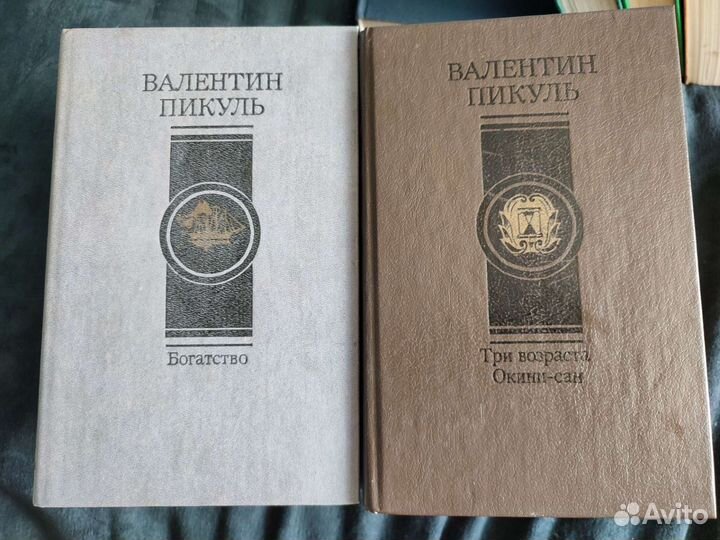 ВАЛЕНТИН
ПИКУЛЬ
Богатство
ВАЛЕНТИН
ПИКУЛЬ
Три возраста
Окини-сан
Avito